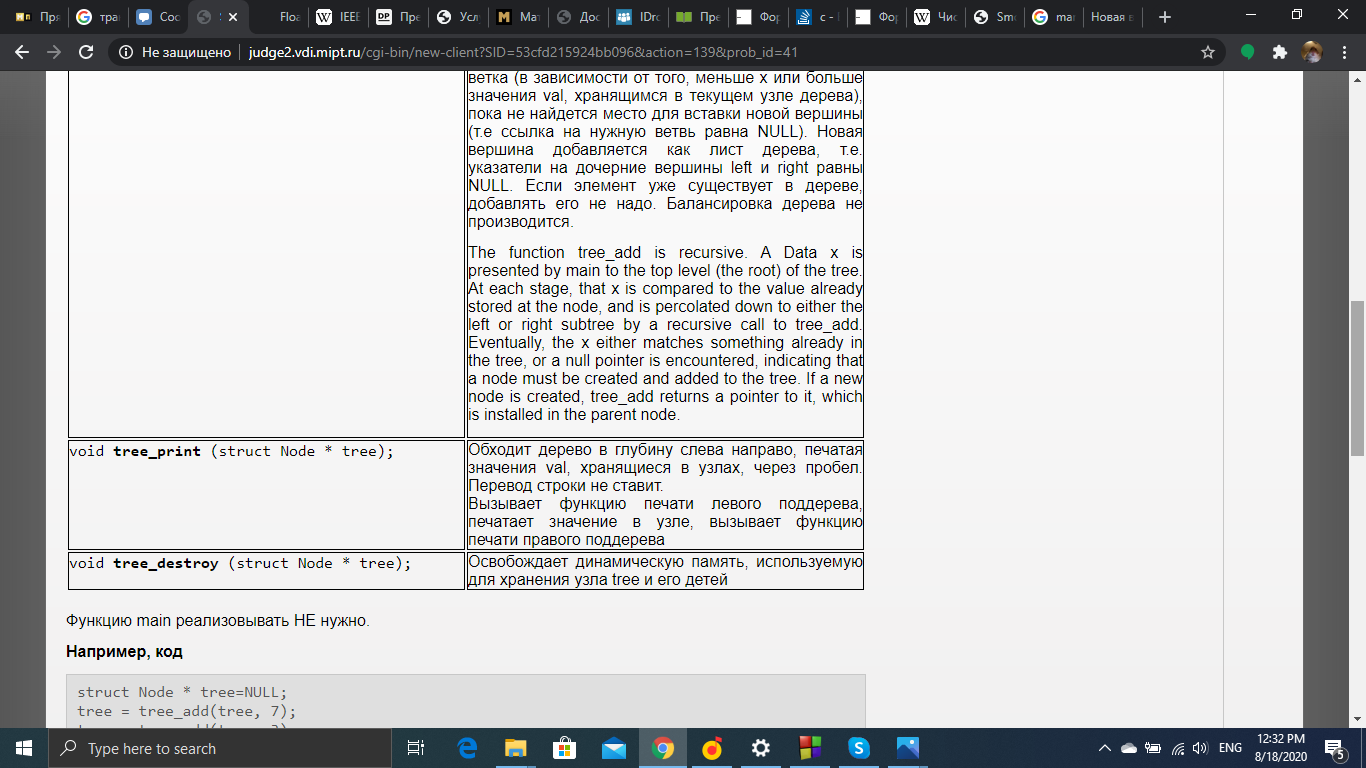 Пря
тра
Сос
Floa
IEEE
Пре
Усл
Мат
Дос
IDro
Пре
Фор
c - I
Фор
Чис
Sm
mai
Новая в
Не защищено
judge2.vdi.mipt.ru/cgi-bin/new-client?SID=53cfd215924bb096&action=139&prob_id=41
ветка (в зависимости от того, меньше x или больше
значения val, хранящимся в текущем узле дерева),
пока не найдется место для вставки новой вершины
(т.е ссылка на нужную ветвь равна NULL). Новая
вершина добавляется как лист дерева, т.е.
указатели на дочерние вершины left и right равны
NULL. Если элемент уже существует в дереве,
добавлять его не надо. Балансировка дерева не
производится.
The function tree_add is recursive. A Data x is
presented by main to the top level (the root) of the tree.
At each stage, that x is compared to the value already
stored at the node, and is percolated down to either the
left or right subtree by a recursive call to tree_add.
Eventually, the x either matches something already in
the tree, or a null pointer is encountered, indicating that
a node must be created and added to the tree. If a new
node is created, tree_add returns a pointer to it, which
is installed in the parent node.
void tree_print (struct Node * tree);
Обходит дерево в глубину слева направо, печатая
значения val, хранящиеся в узлах, через пробел.
Перевод строки не ставит.
Вызывает функцию печати левого поддерева,
печатает значение в узле, вызывает функцию
печати правого поддерева
void tree_destroy (struct Node * tree);
Освобождает динамическую память, используемую
для хранения узла tree и его детей
Функцию main реализовывать НЕ нужно.
Например, код
struct Node * tree=NULL;
tree = tree_add(tree, 7);
Type here to search
ENG
12:32 PM
8/18/2020
5